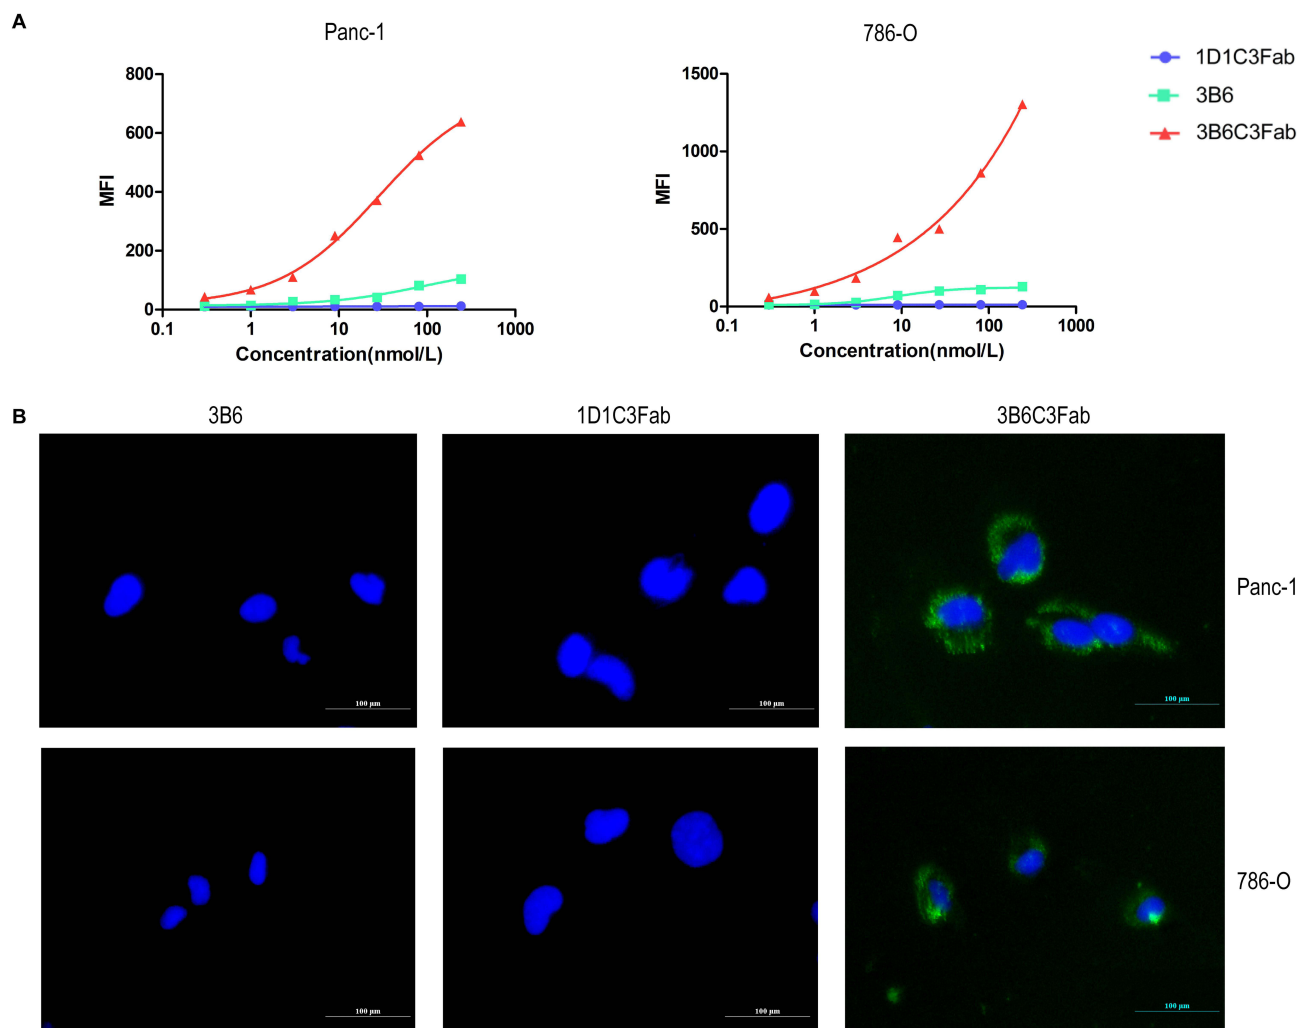 A
Panc-1
786-O
1D1C3Fab
3B6
3B6C3Fab
800
600
400
200
0
MFI
0.1 1 10 100 1000
Concentration(nmol/L)
1500
1000
500
0
MFI
0.1 1 10 100 1000
Concentration(nmol/L)
B
3B6
1D1C3Fab
3B6C3Fab
Panc-1
100 μm
100 μm
100 μm
786-O
100 μm
100 μm
100 μm